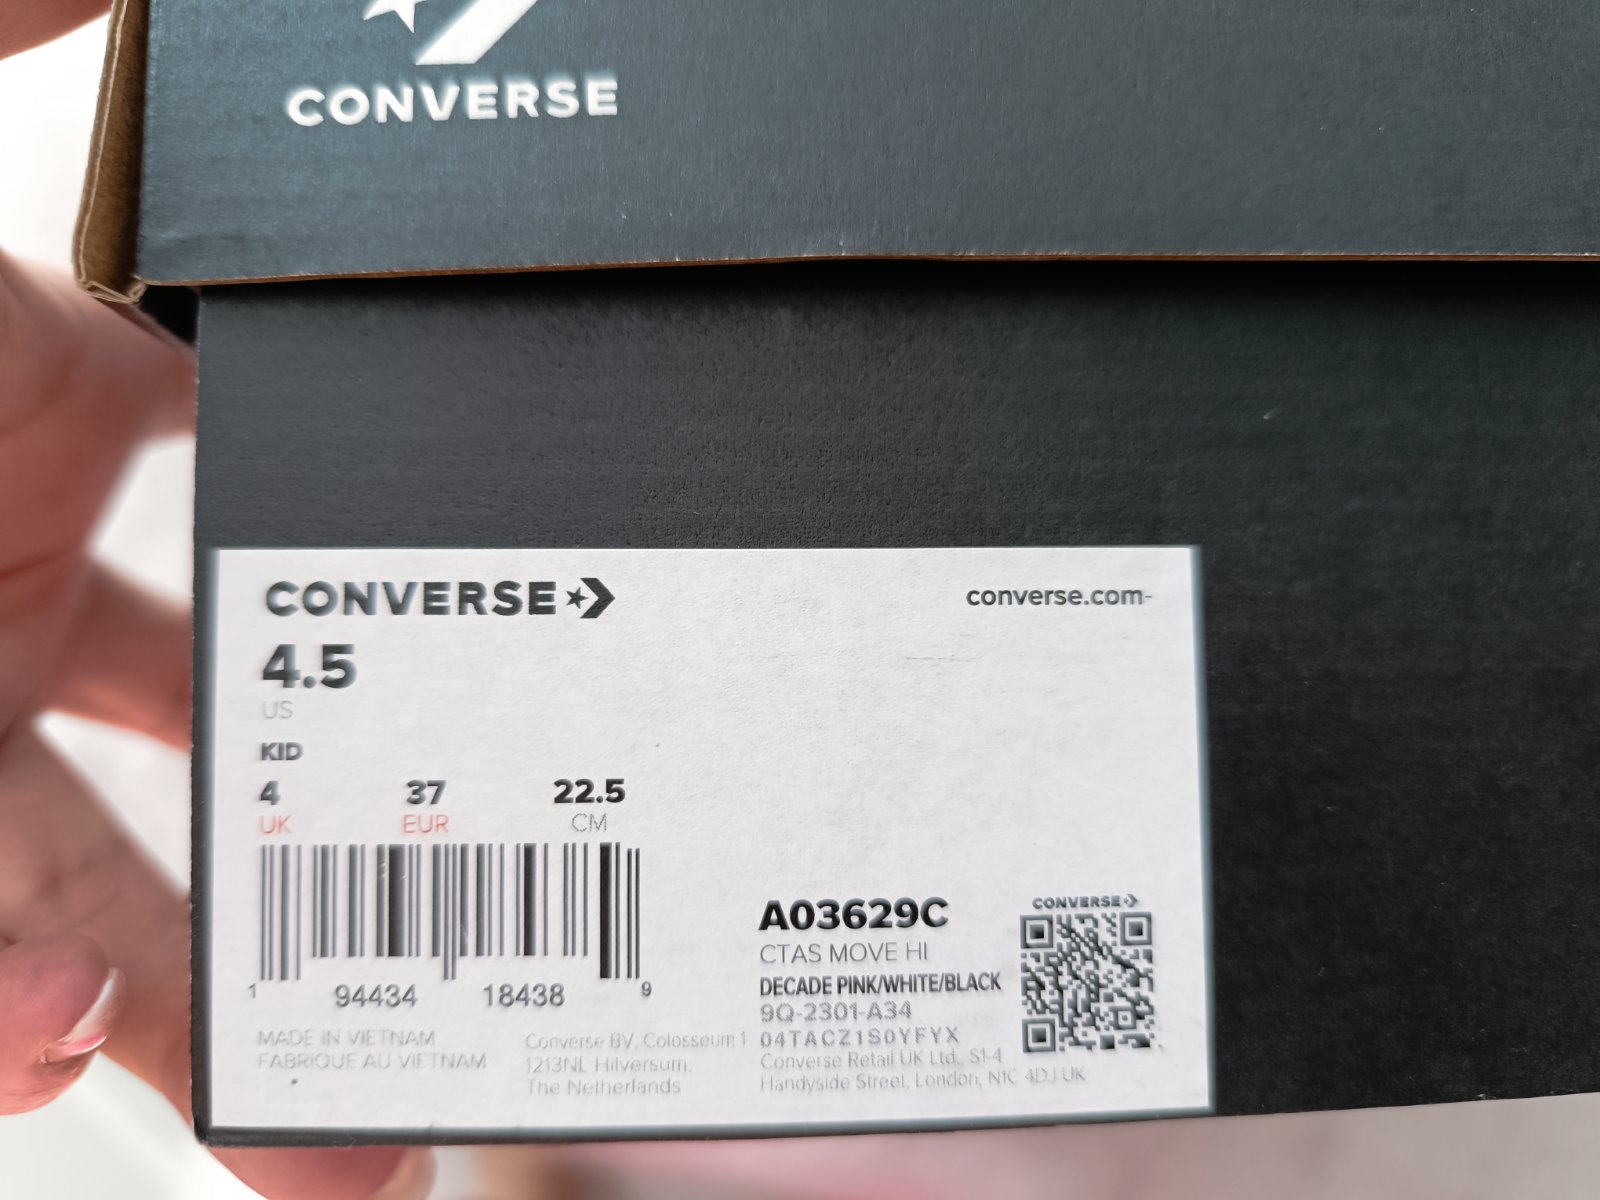 CONVERSE
CONVERSE
converse.com
4.5
US
KID
4 37 22.5
UK EUR CM
1 94434 18438 9
A03629C
CONVERSE
CTAS MOVE HI
DECADE PINK/WHITE/BLACK
9Q-2301-A34
04TACZ1S0YFYX
Converse Retail UK Ltd., S1-4
Handyside Street, London, N1C 4DJ UK
MADE IN VIETNAM
FABRIQUE AU VIETNAM
Converse BV, Colosseum 1
1213NL Hilversum,
The Netherlands